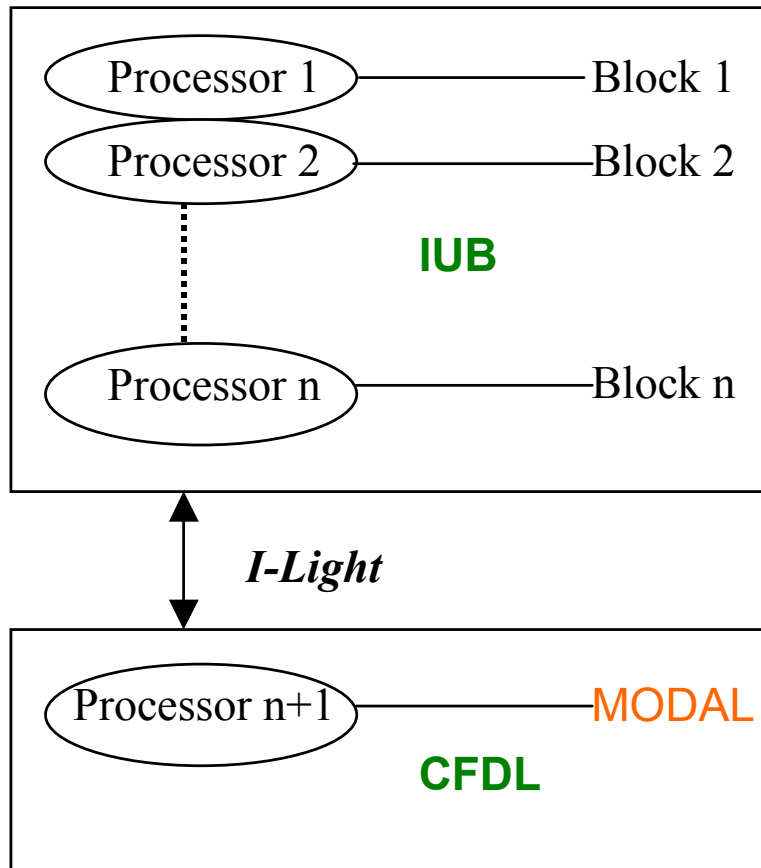 Processor 1 Block 1
Processor 2 Block 2
IUB
Processor n Block n
I-Light
Processor n+1 MODAL
CFDL